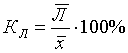 К_Л = Л̅ / x̅ · 100%